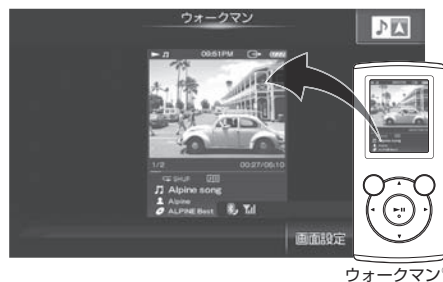 ウォークマン
09:51PM
1/2
00:27/05:10
SHUF
Alpine song
Alpine
ALPINE Best
画面設定
ウォークマン